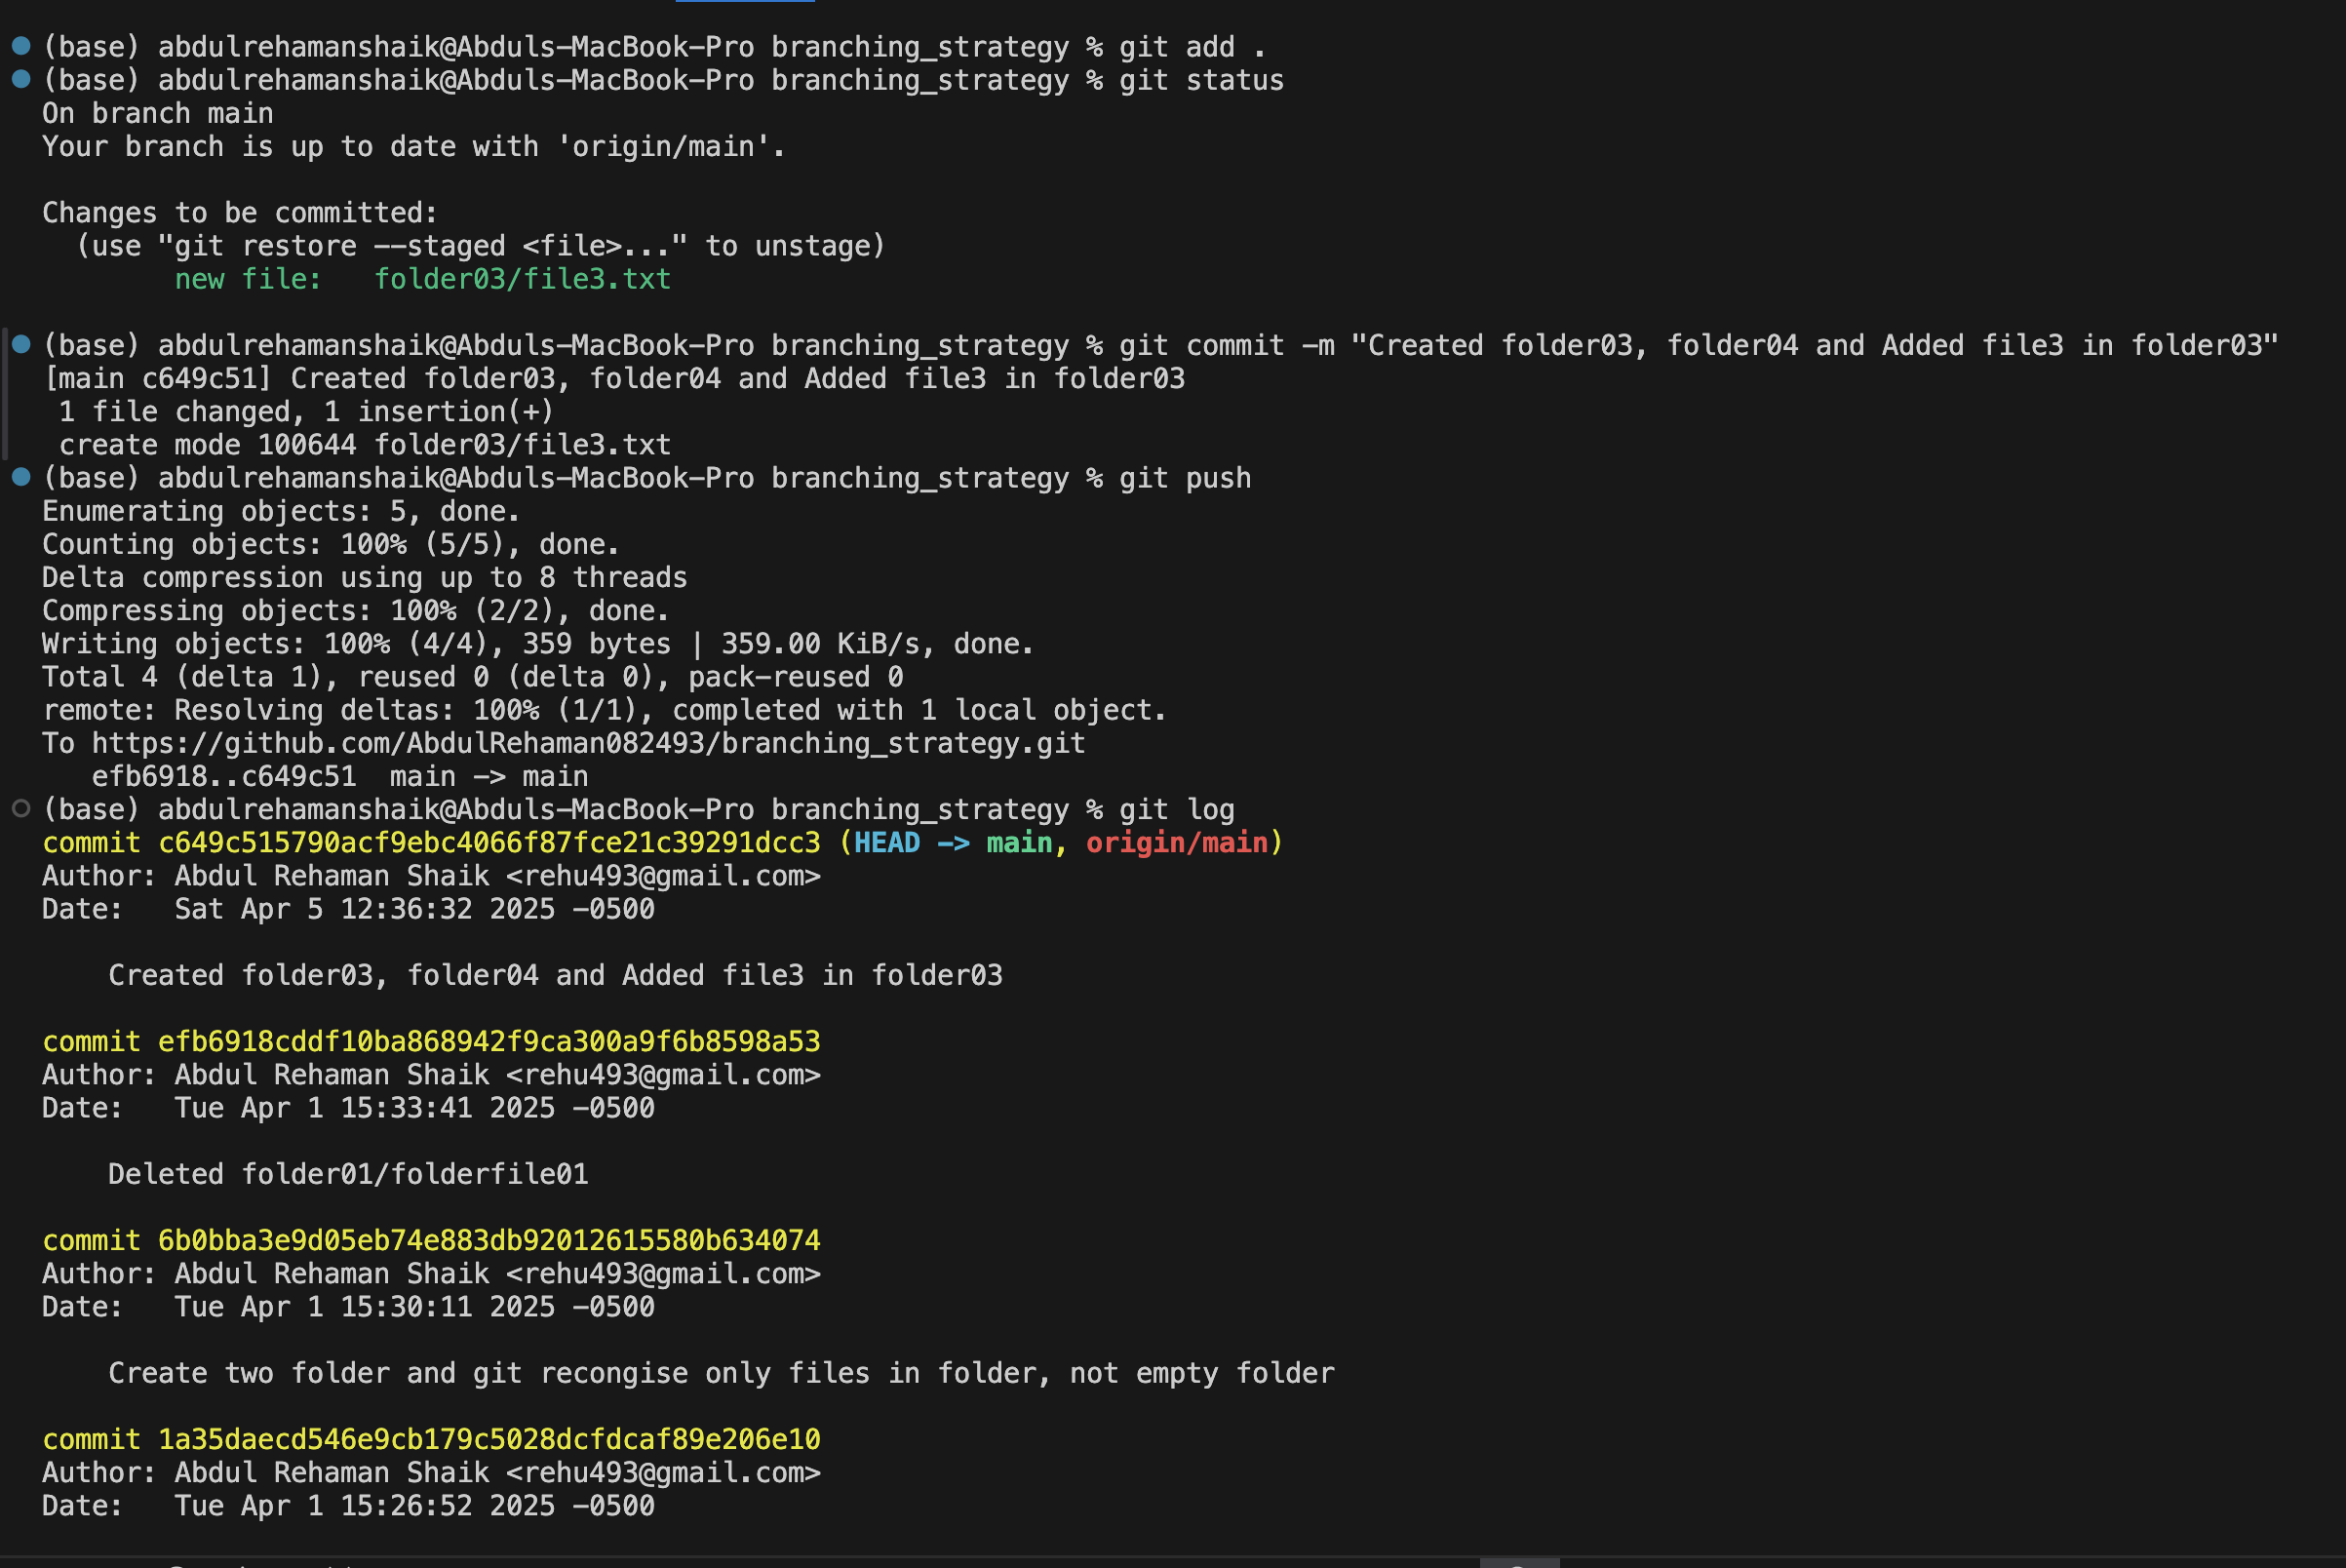 (base) abdulrehamanshaik@Abduls-MacBook-Pro branching_strategy % git add .
(base) abdulrehamanshaik@Abduls-MacBook-Pro branching_strategy % git status
On branch main
Your branch is up to date with 'origin/main'.
Changes to be committed:
  (use "git restore --staged <file>..." to unstage)
        new file:   folder03/file3.txt
(base) abdulrehamanshaik@Abduls-MacBook-Pro branching_strategy % git commit -m "Created folder03, folder04 and Added file3 in folder03"
[main c649c51] Created folder03, folder04 and Added file3 in folder03
 1 file changed, 1 insertion(+)
 create mode 100644 folder03/file3.txt
(base) abdulrehamanshaik@Abduls-MacBook-Pro branching_strategy % git push
Enumerating objects: 5, done.
Counting objects: 100% (5/5), done.
Delta compression using up to 8 threads
Compressing objects: 100% (2/2), done.
Writing objects: 100% (4/4), 359 bytes | 359.00 KiB/s, done.
Total 4 (delta 1), reused 0 (delta 0), pack-reused 0
remote: Resolving deltas: 100% (1/1), completed with 1 local object.
To https://github.com/AbdulRehaman082493/branching_strategy.git
   efb6918..c649c51  main -> main
(base) abdulrehamanshaik@Abduls-MacBook-Pro branching_strategy % git log
commit c649c515790acf9ebc4066f87fce21c39291dcc3 (HEAD -> main, origin/main)
Author: Abdul Rehaman Shaik <rehu493@gmail.com>
Date:   Sat Apr 5 12:36:32 2025 -0500
    Created folder03, folder04 and Added file3 in folder03
commit efb6918cddf10ba868942f9ca300a9f6b8598a53
Author: Abdul Rehaman Shaik <rehu493@gmail.com>
Date:   Tue Apr 1 15:33:41 2025 -0500
    Deleted folder01/folderfile01
commit 6b0bba3e9d05eb74e883db92012615580b634074
Author: Abdul Rehaman Shaik <rehu493@gmail.com>
Date:   Tue Apr 1 15:30:11 2025 -0500
    Create two folder and git recongise only files in folder, not empty folder
commit 1a35daecd546e9cb179c5028dcfdcaf89e206e10
Author: Abdul Rehaman Shaik <rehu493@gmail.com>
Date:   Tue Apr 1 15:26:52 2025 -0500